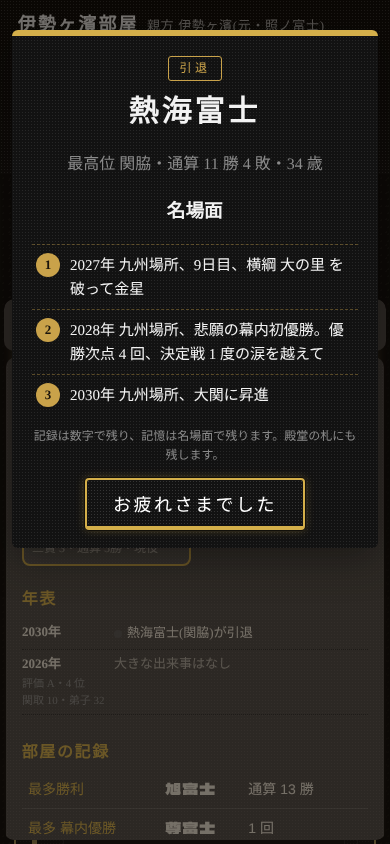 伊勢ヶ濱部屋 親方 伊勢ヶ濱(元・照ノ富士)
引退
熱海富士
最高位 関脇・通算 11 勝 4 敗・34 歳
名場面
1 2027年 九州場所、9日目、横綱 大の里 を
破って金星
2 2028年 九州場所、悲願の幕内初優勝。優
勝次点 4 回、決定戦 1 度の涙を越えて
3 2030年 九州場所、大関に昇進
記録は数字で残り、記憶は名場面で残ります。殿堂の札にも
残します。
お疲れさまでした
年表
2030年 熱海富士(関脇)が引退
2026年 大きな出来事はなし
評価 A・4 位
関取 10・弟子 32
部屋の記録
最多勝利 旭富士 通算 13 勝
最多 幕内優勝 尊富士 1 回